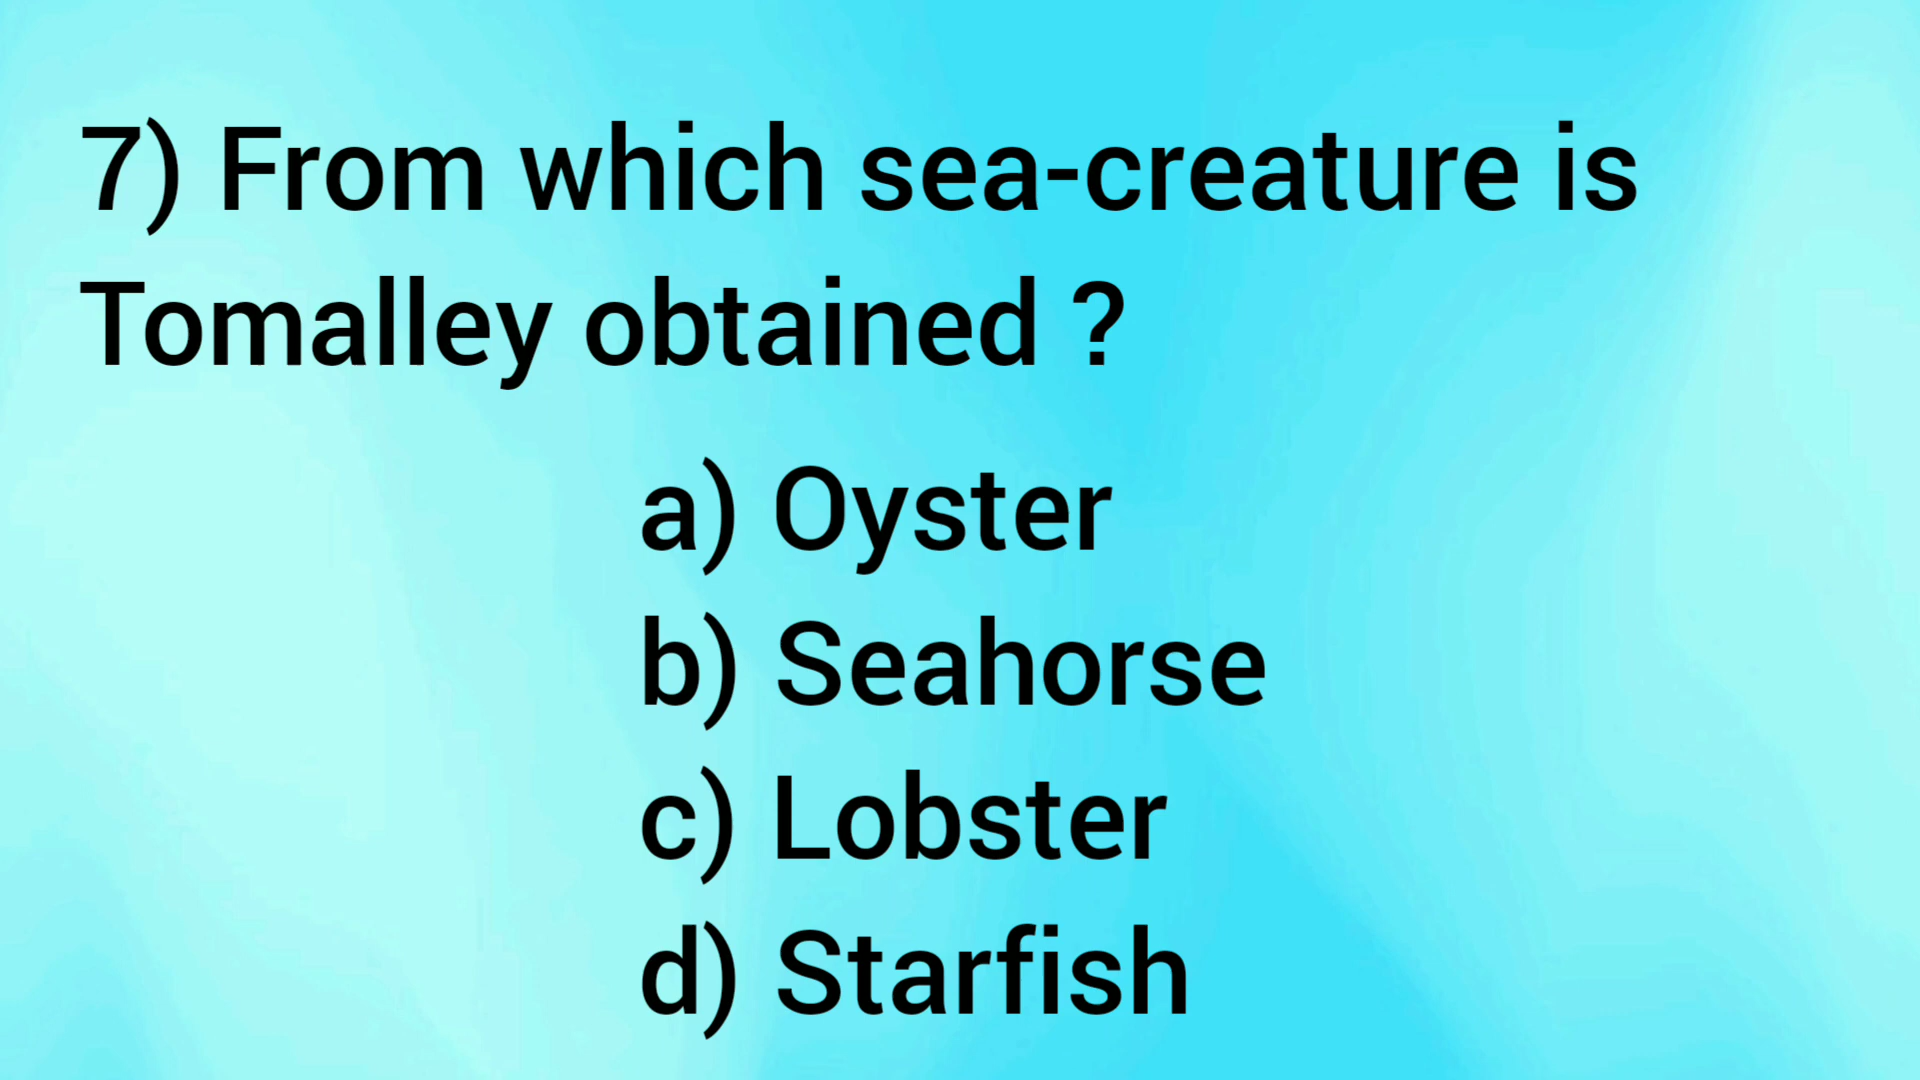 7) From which sea-creature is
Tomalley obtained ?
a) Oyster
b) Seahorse
c) Lobster
d) Starfish